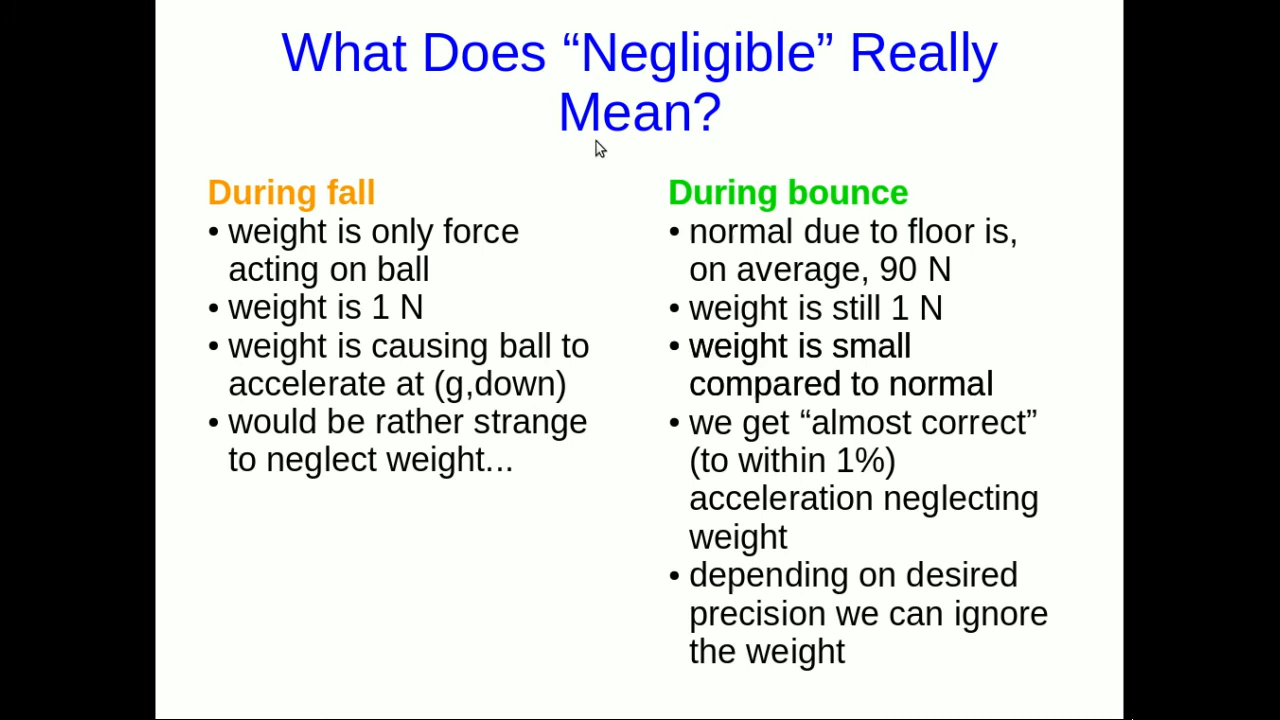 What Does “Negligible” Really
Mean?
During fall
• weight is only force
acting on ball
• weight is 1 N
• weight is causing ball to
accelerate at (g,down)
• would be rather strange
to neglect weight...
During bounce
• normal due to floor is,
on average, 90 N
• weight is still 1 N
• weight is small
compared to normal
• we get “almost correct”
(to within 1%)
acceleration neglecting
weight
• depending on desired
precision we can ignore
the weight